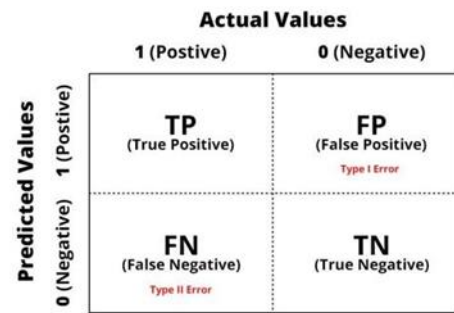 Actual Values
1 (Postive) 0 (Negative)
Predicted Values
1 (Postive)
TP FP
(True Positive) (False Positive)
Type I Error
0 (Negative)
FN TN
(False Negative) (True Negative)
Type II Error